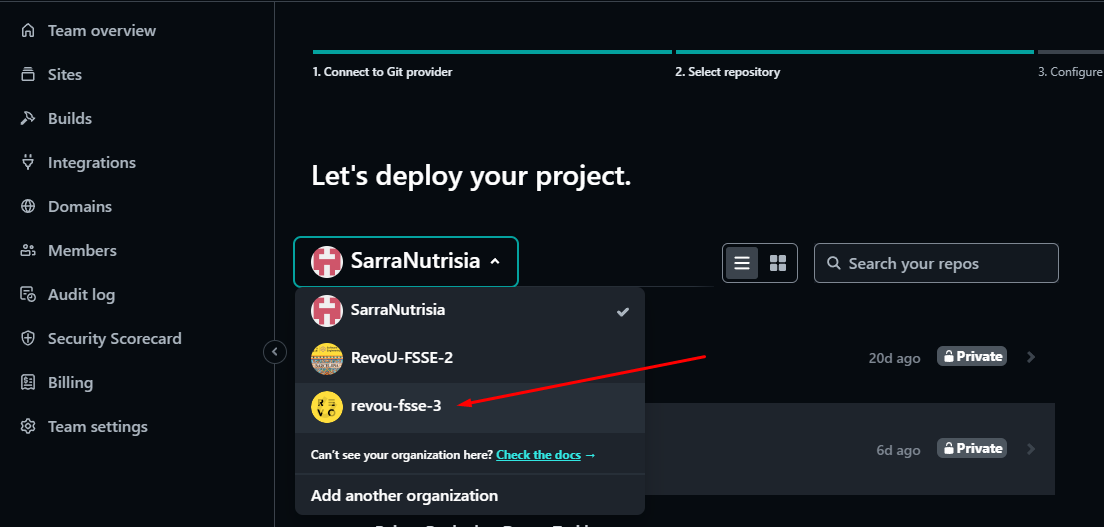 Team overview
Sites
Builds
Integrations
Domains
Members
Audit log
Security Scorecard
Billing
Team settings
1. Connect to Git provider
2. Select repository
3. Configure
Let's deploy your project.
SarraNutrisia
Search your repos
SarraNutrisia
RevoU-FSSE-2
revou-fsse-3
Can't see your organization here? Check the docs →
Add another organization
20d ago Private
6d ago Private